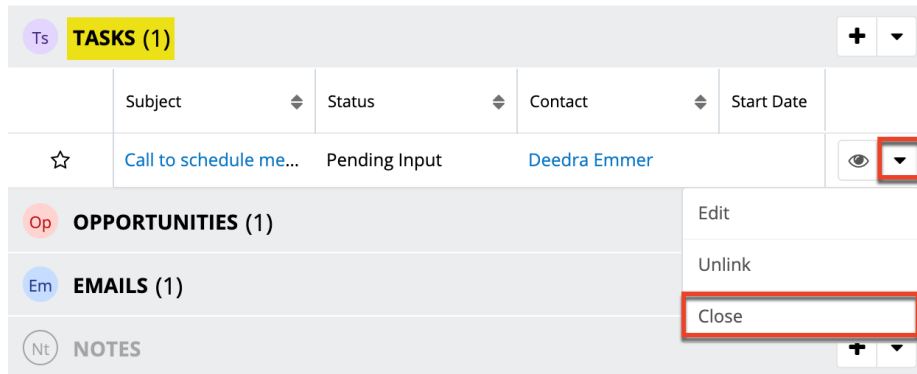 Ts TASKS (1)
Subject Status Contact Start Date
Call to schedule me... Pending Input Deedra Emmer
Op OPPORTUNITIES (1)
Edit
Unlink
Em EMAILS (1)
Close
Nt NOTES